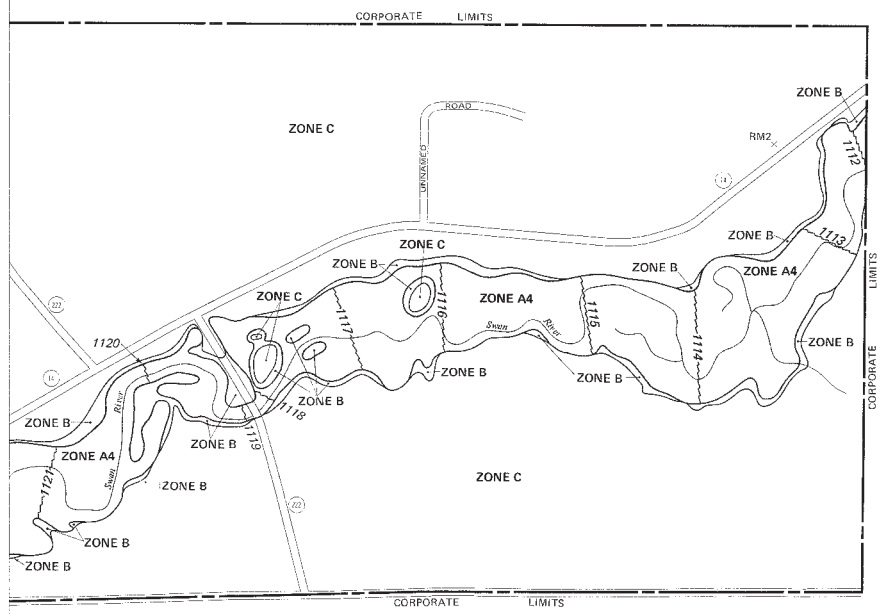 CORPORATE LIMITS
ZONE B
ROAD
ZONE C
RM2
1112
UNNAMED
14
ZONE B
1113
ZONE C
ZONE B
ZONE B
ZONE A4
LIMITS
ZONE C
1116
ZONE A4
222
1117
Swan River
1115
1120
1114
ZONE B
14
ZONE B
ZONE B
CORPORATE
River
ZONE B
1118
ZONE B
ZONE B
1119
ZONE A4
Swan
1121
ZONE B
ZONE C
222
ZONE B
ZONE B
CORPORATE LIMITS